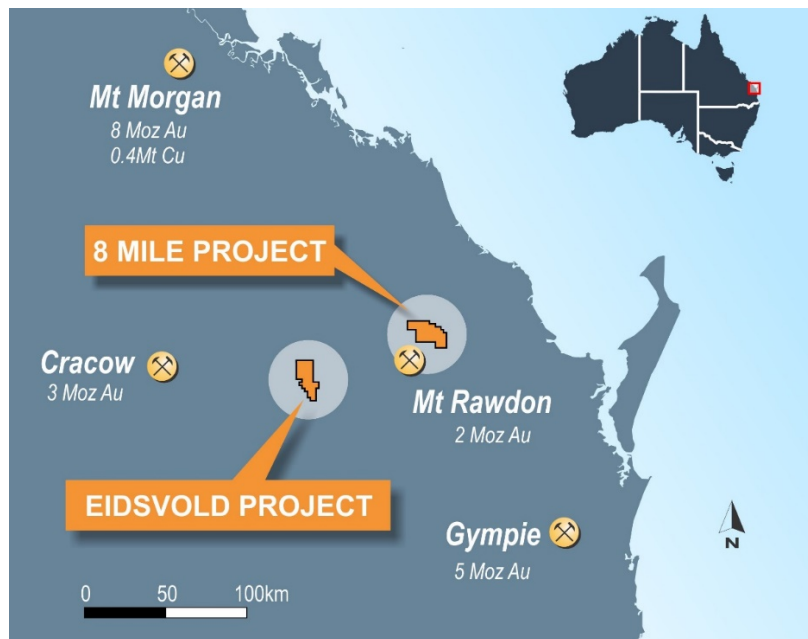 Mt Morgan
8 Moz Au
0.4Mt Cu
8 MILE PROJECT
Cracow
3 Moz Au
Mt Rawdon
2 Moz Au
EIDSVOLD PROJECT
Gympie
5 Moz Au
N
0 50 100km